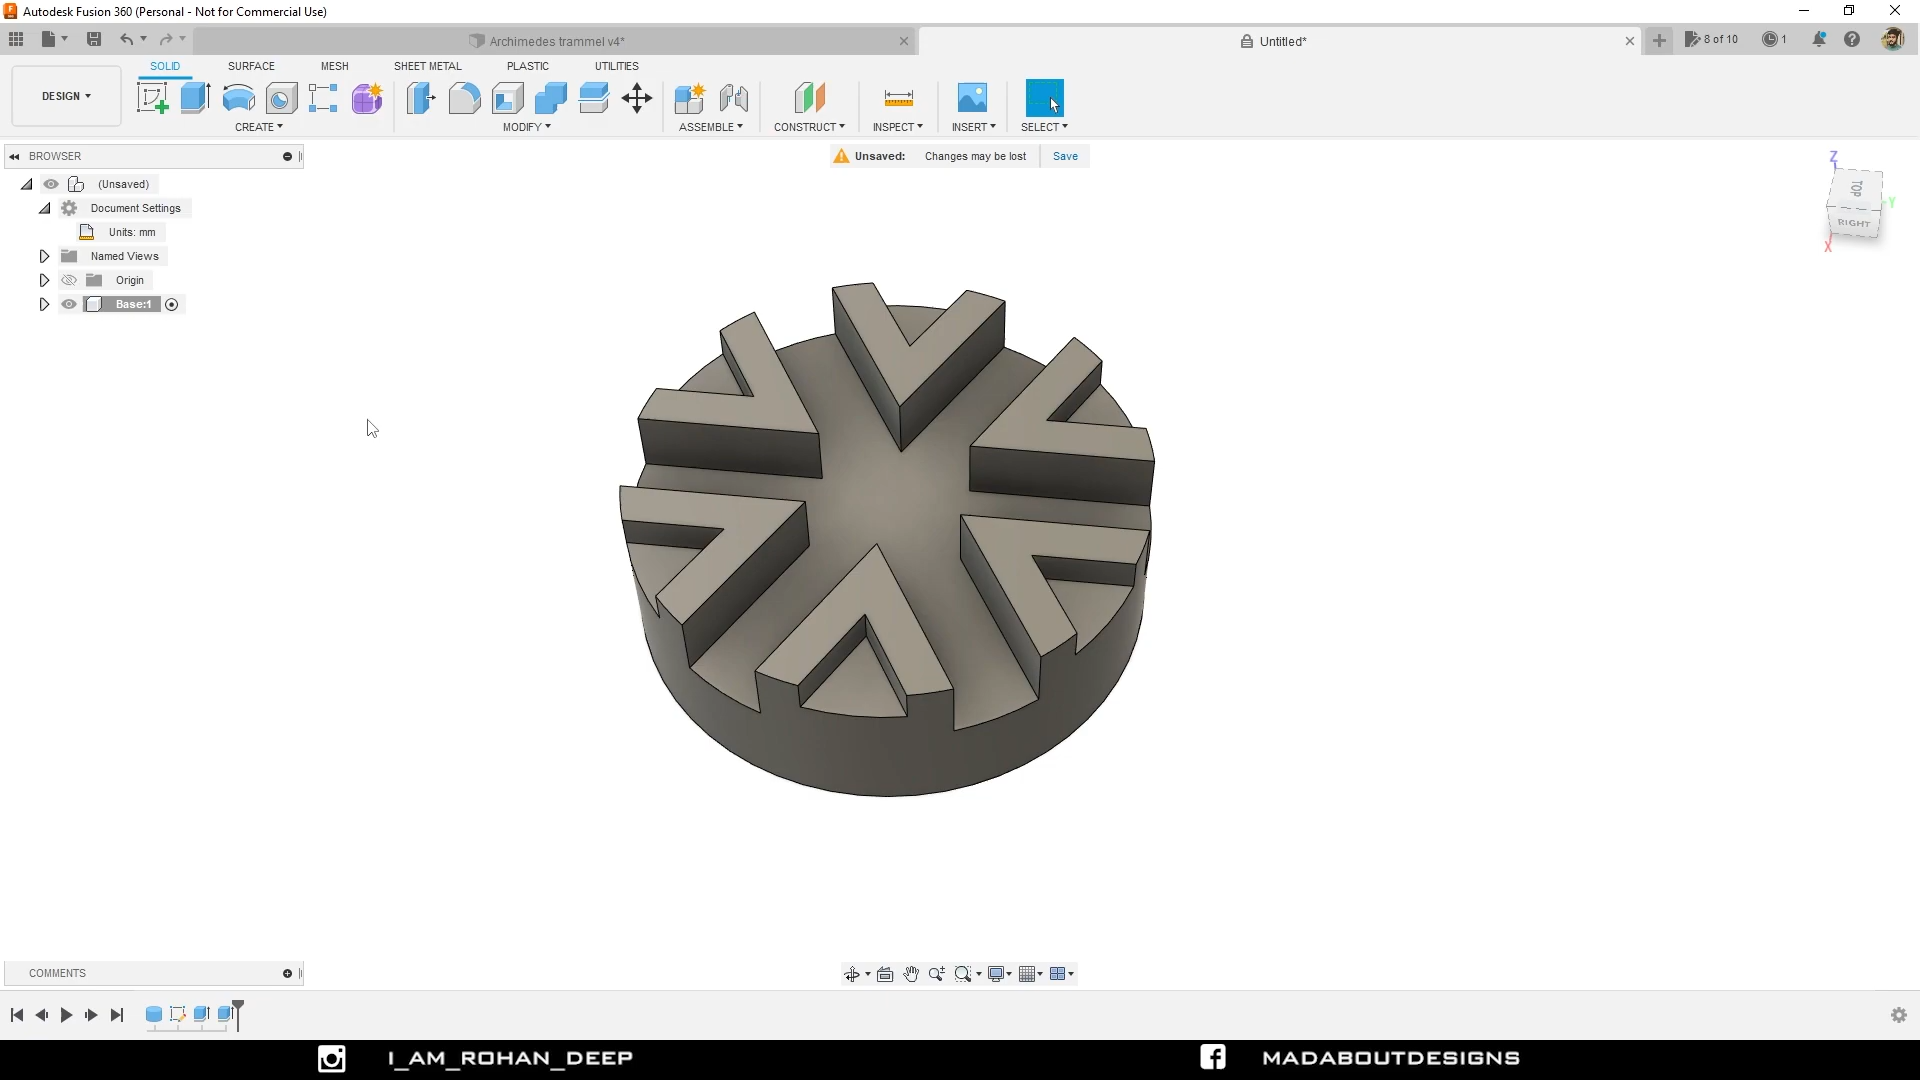 Autodesk Fusion 360 (Personal - Not for Commercial Use)
Archimedes trammel v4*
Untitled*
8 of 10
1
DESIGN
SOLID
SURFACE
MESH
SHEET METAL
PLASTIC
UTILITIES
CREATE
MODIFY
ASSEMBLE
CONSTRUCT
INSPECT
INSERT
SELECT
BROWSER
Unsaved: Changes may be lost Save
(Unsaved)
Document Settings
Units: mm
Named Views
Origin
Base:1
Z
TOP
Y
RIGHT
X
COMMENTS
I_AM_ROHAN_DEEP
MADABOUTDESIGNS